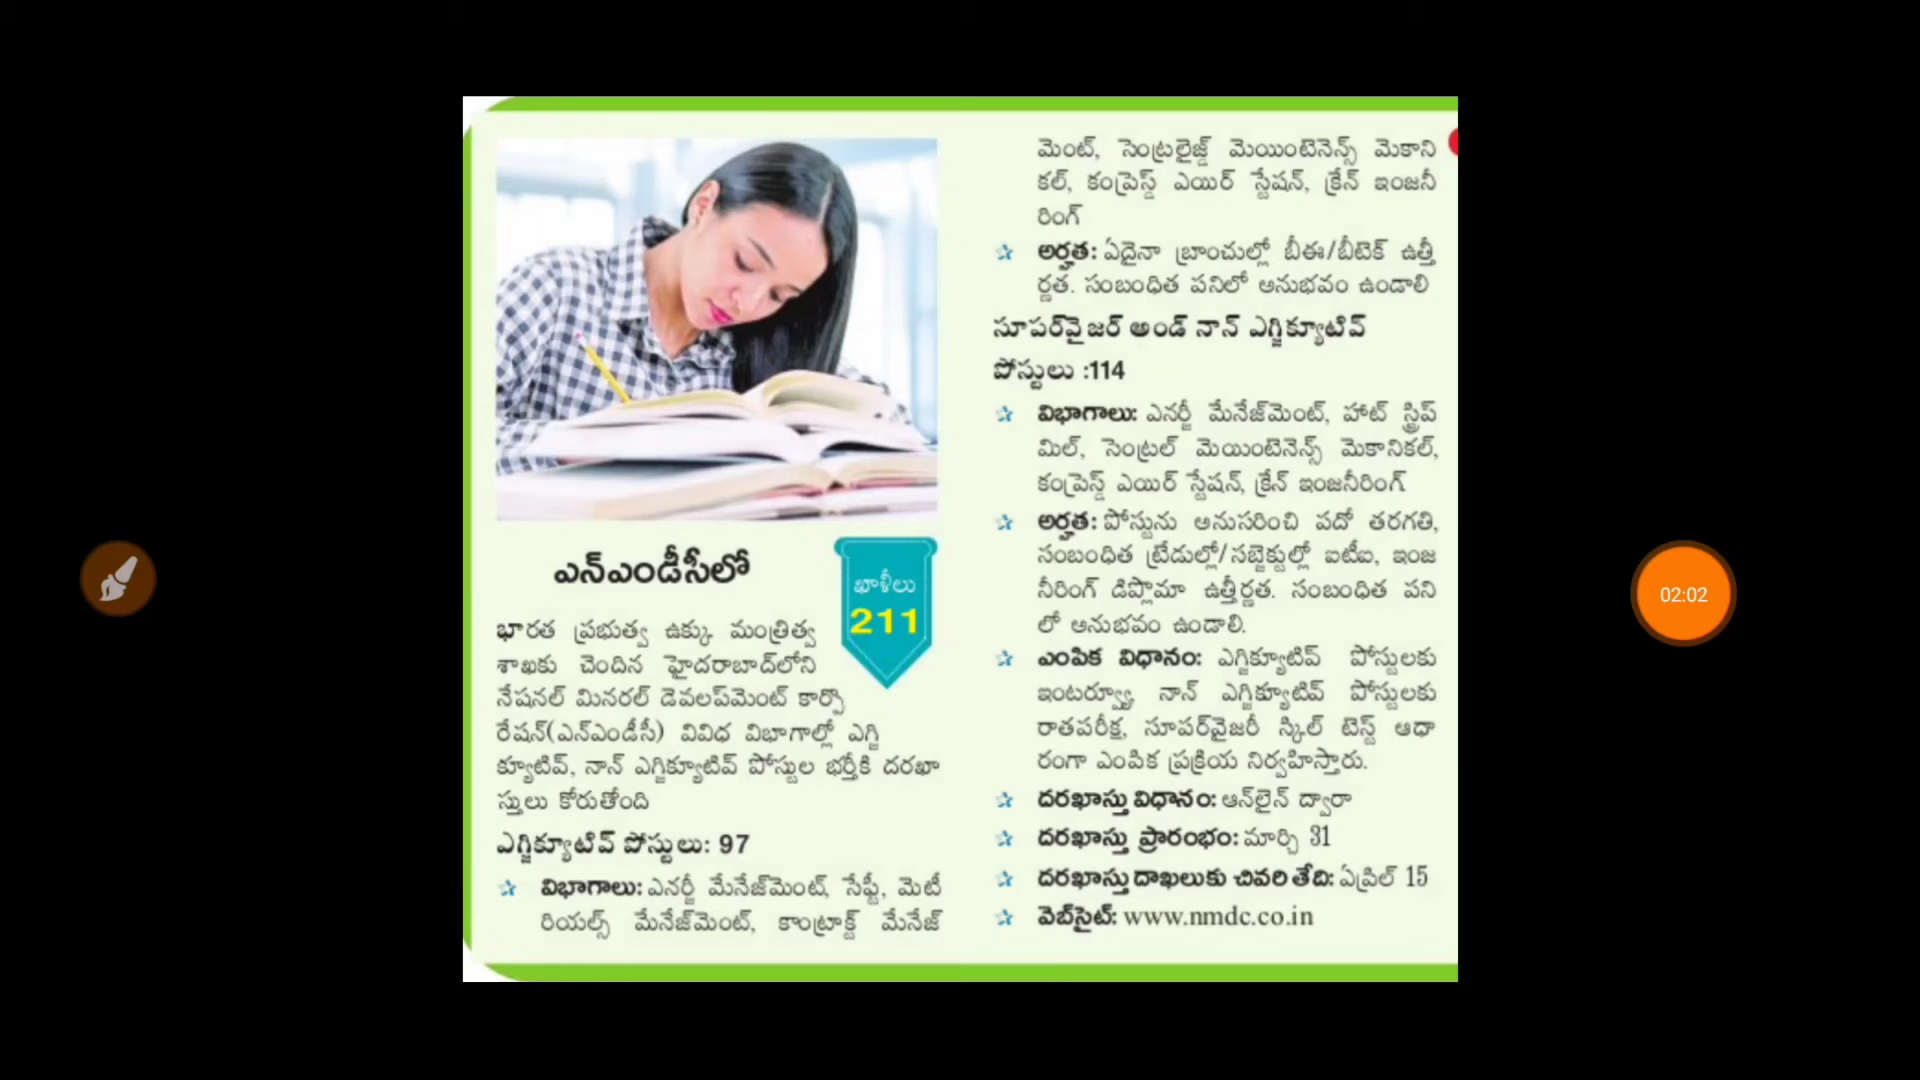 ఎన్ఎండీసీలో
ఖాళీలు
211
భారత ప్రభుత్వ ఉక్కు మంత్రిత్వ
శాఖకు చెందిన హైదరాబాద్‌లోని
నేషనల్ మినరల్ డెవలప్‌మెంట్ కార్పొ
రేషన్(ఎన్ఎండీసీ) వివిధ విభాగాల్లో ఎగ్జి
క్యూటివ్, నాన్ ఎగ్జిక్యూటివ్ పోస్టుల భర్తీకి దరఖా
స్తులు కోరుతోంది
ఎగ్జిక్యూటివ్ పోస్టులు: 97
విభాగాలు: ఎనర్జీ మేనేజ్‌మెంట్, సేఫ్టీ, మెటీ
రియల్స్ మేనేజ్‌మెంట్, కాంట్రాక్ట్ మేనేజ్
మెంట్, సెంట్రలైజ్డ్ మెయింటెనెన్స్ మెకాని
కల్, కంప్రెస్డ్ ఎయిర్ స్టేషన్, క్రేన్ ఇంజనీ
రింగ్
అర్హత: ఏదైనా బ్రాంచుల్లో బీఈ/బీటెక్ ఉత్తీ
ర్ణత. సంబంధిత పనిలో అనుభవం ఉండాలి
సూపర్‌వైజర్ అండ్ నాన్ ఎగ్జిక్యూటివ్
పోస్టులు :114
విభాగాలు: ఎనర్జీ మేనేజ్‌మెంట్, హాట్ స్ట్రిప్
మిల్, సెంట్రల్ మెయింటెనెన్స్ మెకానికల్,
కంప్రెస్డ్ ఎయిర్ స్టేషన్, క్రేన్ ఇంజనీరింగ్
అర్హత: పోస్టును అనుసరించి పదో తరగతి,
సంబంధిత ట్రేడుల్లో/సబ్జెక్టుల్లో ఐటీఐ, ఇంజ
నీరింగ్ డిప్లొమా ఉత్తీర్ణత. సంబంధిత పని
లో అనుభవం ఉండాలి.
ఎంపిక విధానం: ఎగ్జిక్యూటివ్ పోస్టులకు
ఇంటర్వ్యూ, నాన్ ఎగ్జిక్యూటివ్ పోస్టులకు
రాతపరీక్ష, సూపర్‌వైజరీ స్కిల్ టెస్ట్ ఆధా
రంగా ఎంపిక ప్రక్రియ నిర్వహిస్తారు.
దరఖాస్తు విధానం: ఆన్‌లైన్ ద్వారా
దరఖాస్తు ప్రారంభం: మార్చి 31
దరఖాస్తు దాఖలుకు చివరి తేది: ఏప్రిల్ 15
వెబ్‌సైట్: www.nmdc.co.in
02:02